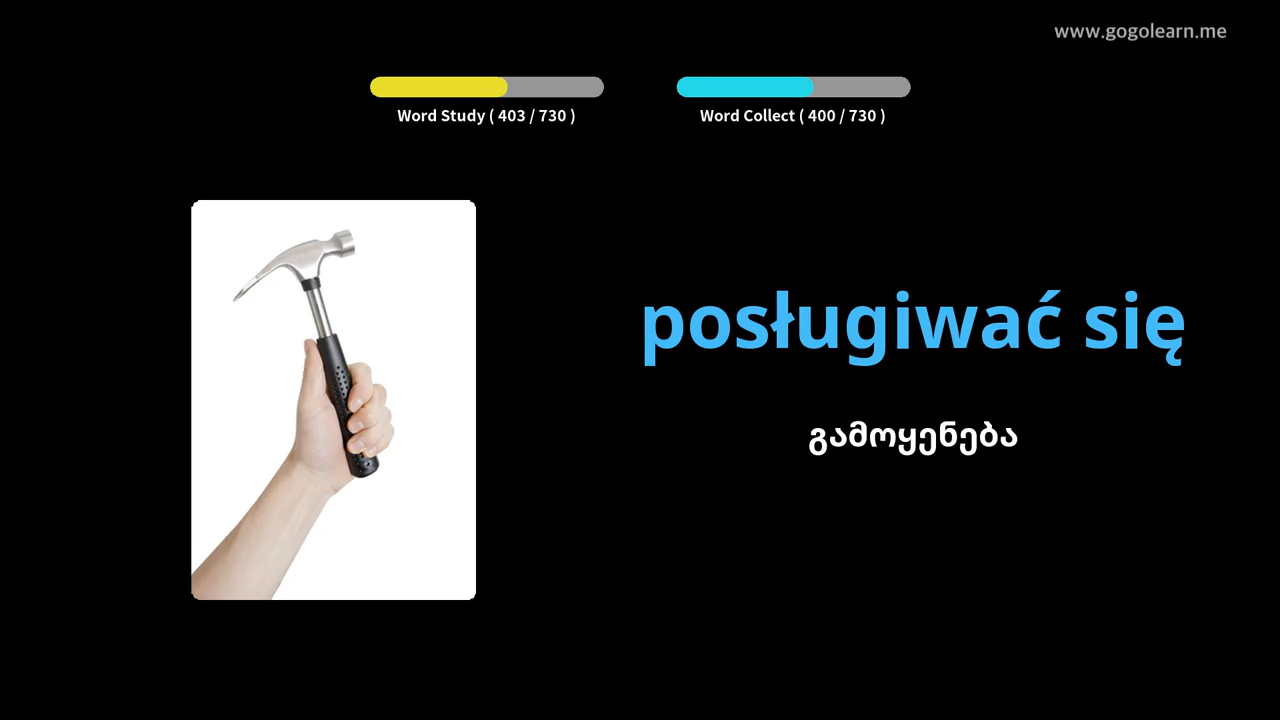 www.gogolearn.me
Word Study ( 403 / 730 )
Word Collect ( 400 / 730 )
posługiwać się
გამოყენება